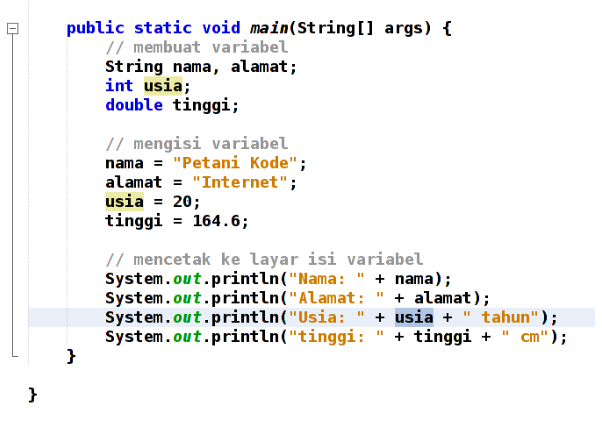 public static void main(String[] args) {
// membuat variabel
String nama, alamat;
int usia;
double tinggi;
// mengisi variabel
nama = "Petani Kode";
alamat = "Internet";
usia = 20;
tinggi = 164.6;
// mencetak ke layar isi variabel
System.out.println("Nama: " + nama);
System.out.println("Alamat: " + alamat);
System.out.println("Usia: " + usia + " tahun");
System.out.println("tinggi: " + tinggi + " cm");
}
}